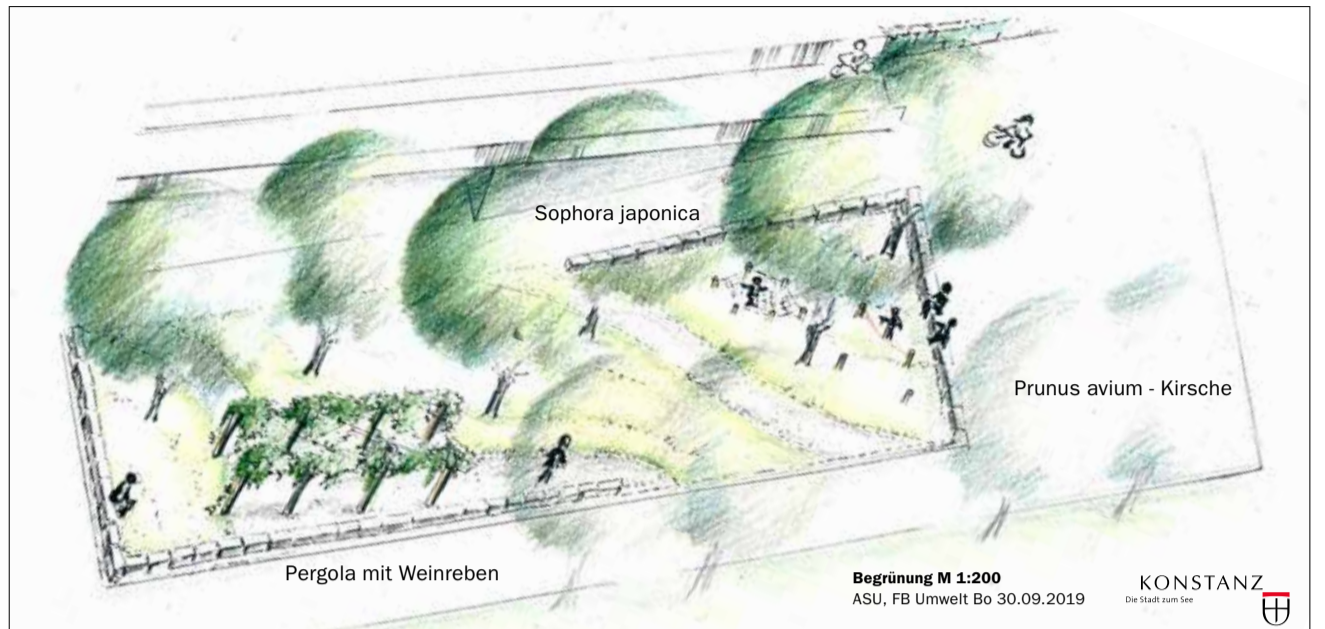 Sophora japonica
Prunus avium - Kirsche
Pergola mit Weinreben
Begrünung M 1:200
ASU, FB Umwelt Bo 30.09.2019
KONSTANZ
Die Stadt zum See